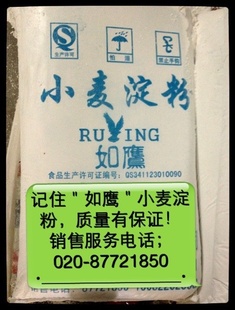 生产许可
怕湿
禁止手钩
小麦淀粉
RUYING
如鹰
食品生产许可证编号：QS341123010090
记住＂如鹰＂小麦淀
粉，质量有保证！
销售服务电话；
020-87721850